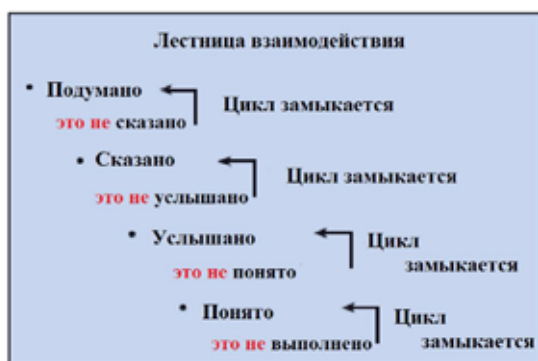 Лестница взаимодействия
• Подумано
Цикл замыкается
это не сказано
• Сказано
Цикл замыкается
это не услышано
• Услышано
Цикл
замыкается
это не понято
• Понято
Цикл
замыкается
это не выполнено